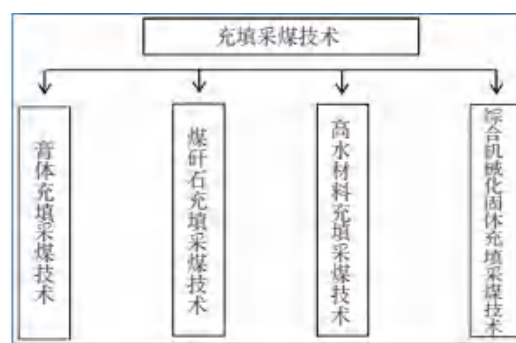 充填采煤技术
膏体充填采煤技术
煤矸石充填采煤技术
高水材料充填采煤技术
综合机械化固体充填采煤技术